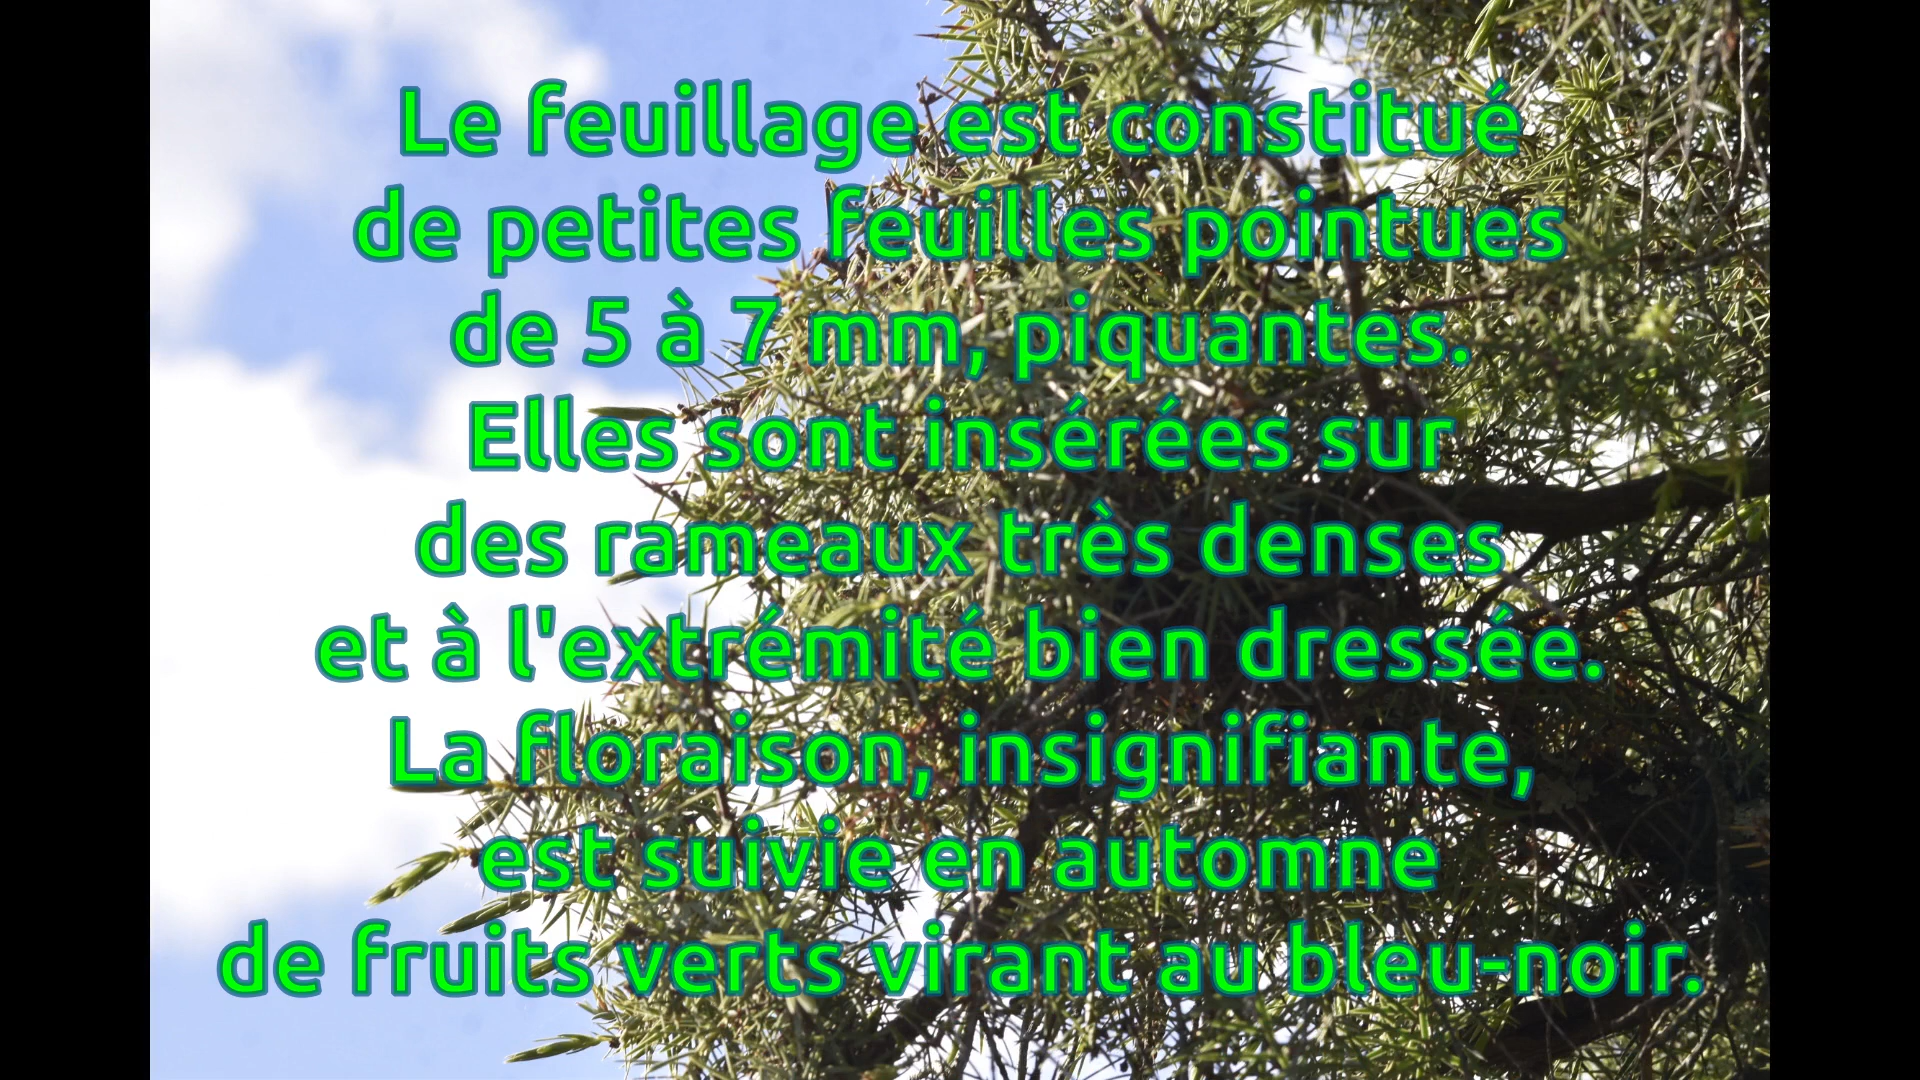 Le feuillage est constitué
de petites feuilles pointues
de 5 à 7 mm, piquantes.
Elles sont insérées sur
des rameaux très denses
et à l'extrémité bien dressée.
La floraison, insignifiante,
est suivie en automne
de fruits verts virant au bleu-noir.